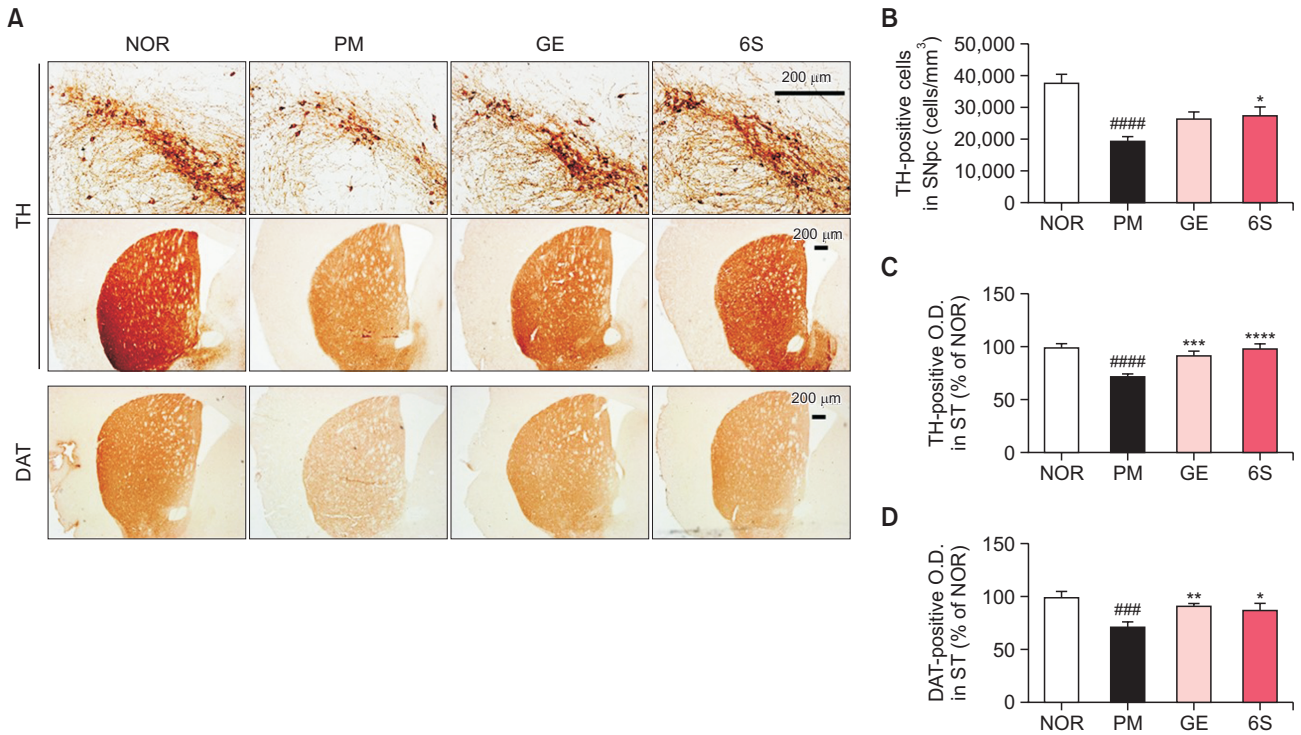 A
NOR PM GE 6S
TH
200 μm
200 μm
DAT
200 μm
B
TH-positive cells
in SNpc (cells/mm³)
50,000
40,000
30,000
20,000
10,000
0
####
*
NOR PM GE 6S
C
TH-positive O.D.
in ST (% of NOR)
150
100
50
0
####
***
****
NOR PM GE 6S
D
DAT-positive O.D.
in ST (% of NOR)
150
100
50
0
###
**
*
NOR PM GE 6S